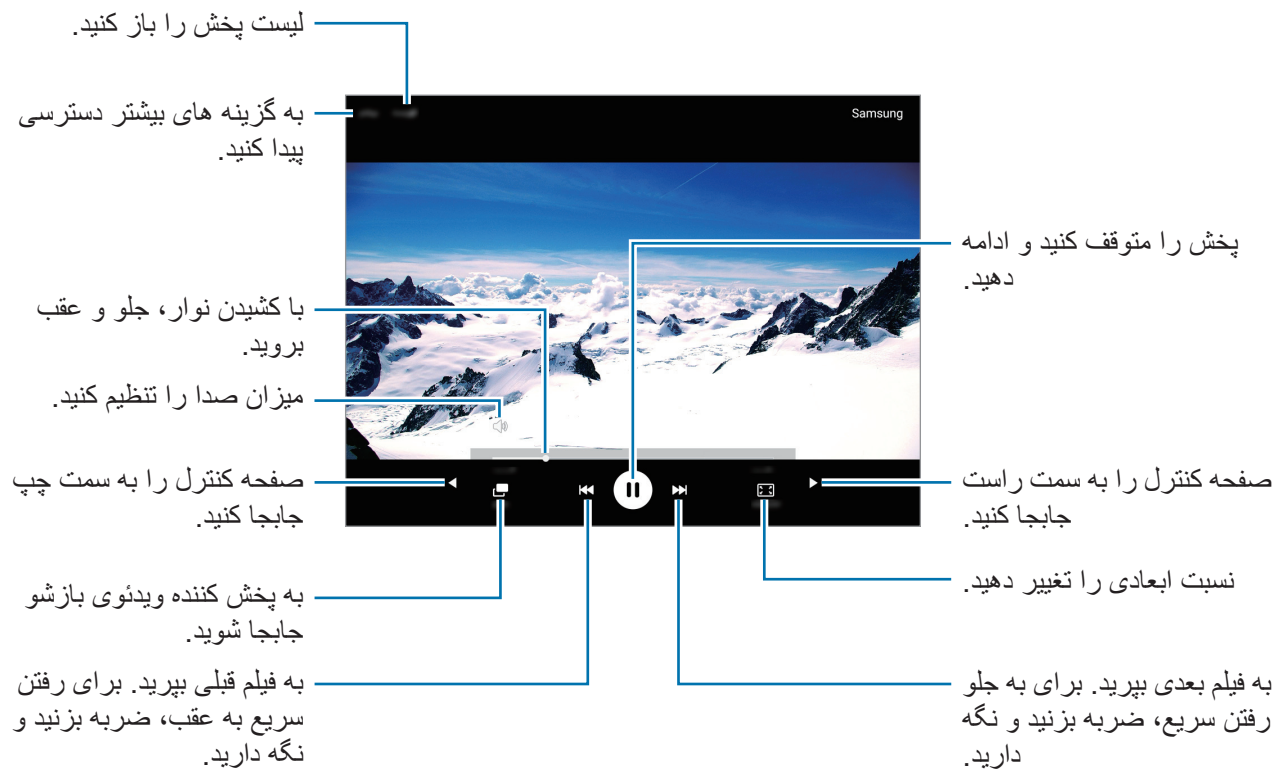 لیست پخش را باز کنید.
به گزینه های بیشتر دسترسی
پیدا کنید.
Samsung
پخش را متوقف کنید و ادامه
دهید.
با کشیدن نوار، جلو و عقب
بروید.
میزان صدا را تنظیم کنید.
صفحه کنترل را به سمت راست
جابجا کنید.
صفحه کنترل را به سمت چپ
جابجا کنید.
نسبت ابعادی را تغییر دهید.
به پخش کننده ویدئوی بازشو
جابجا شوید.
به فیلم بعدی بپرید. برای به جلو
رفتن سریع، ضربه بزنید و نگه
دارید.
به فیلم قبلی بپرید. برای رفتن
سریع به عقب، ضربه بزنید و
نگه دارید.